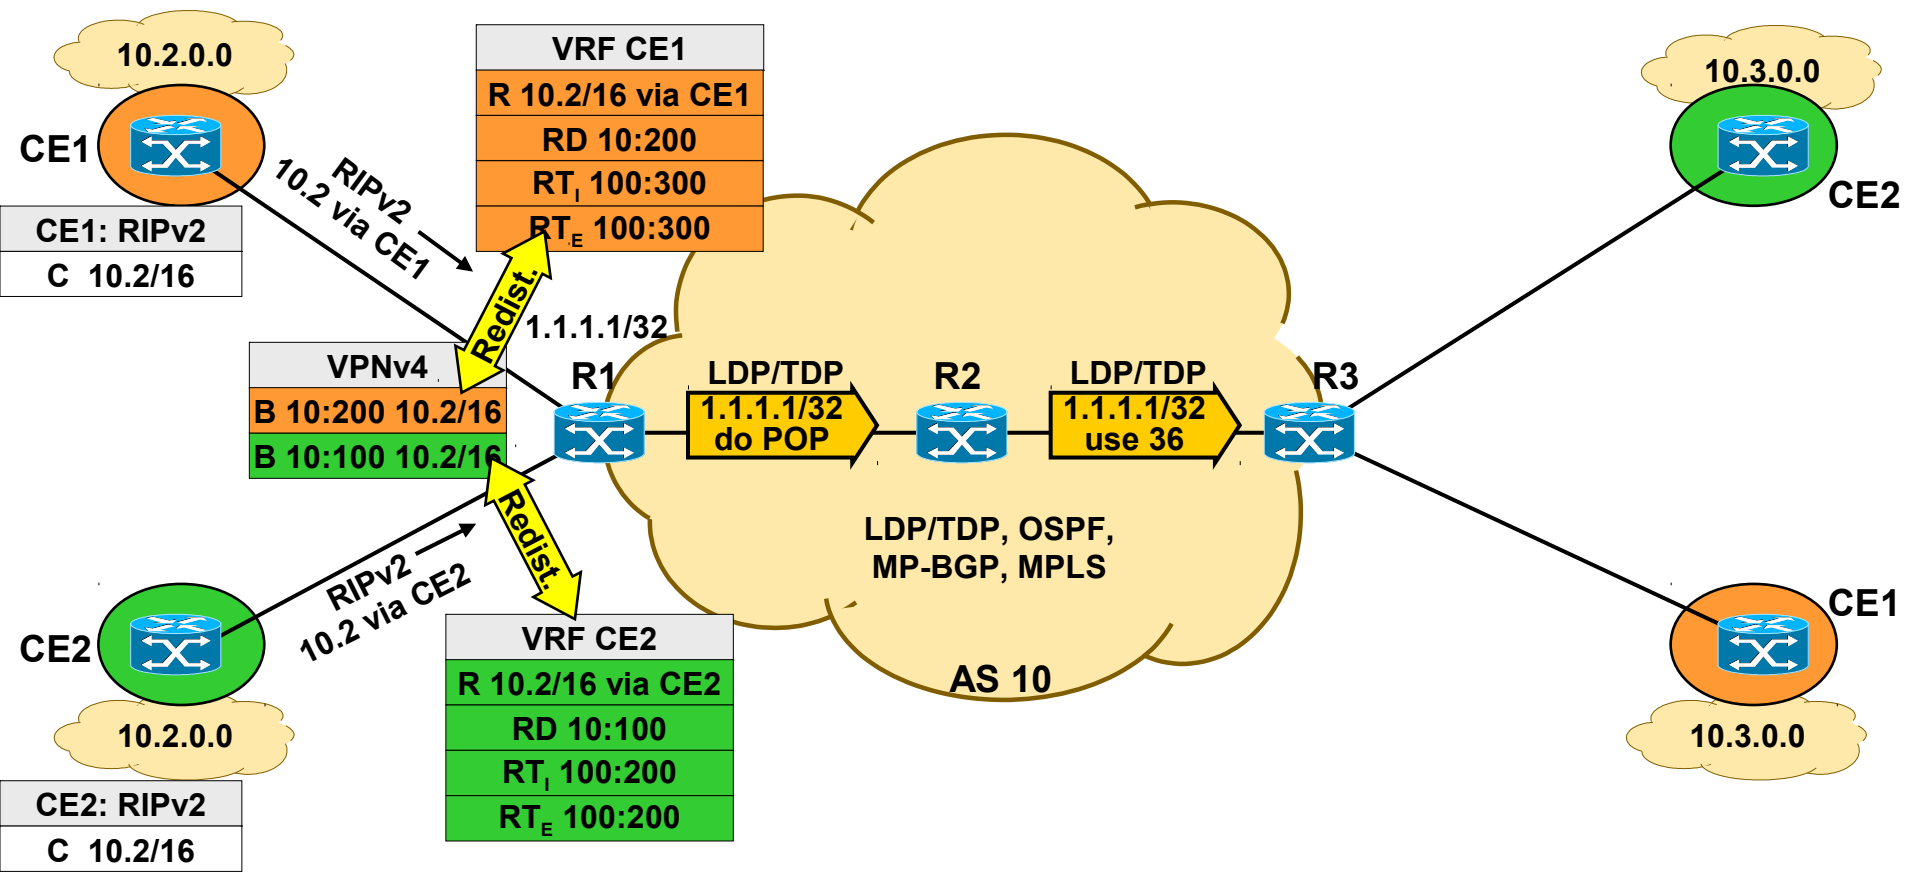 10.2.0.0
CE1
CE1: RIPv2
C 10.2/16
RIPv2
10.2 via CE1
VRF CE1
R 10.2/16 via CE1
RD 10:200
RTI 100:300
RTE 100:300
Redist.
1.1.1.1/32
VPNv4
B 10:200 10.2/16
B 10:100 10.2/16
Redist.
R1
LDP/TDP
1.1.1.1/32
do POP
R2
LDP/TDP
1.1.1.1/32
use 36
R3
LDP/TDP, OSPF,
MP-BGP, MPLS
AS 10
RIPv2
10.2 via CE2
CE2
10.2.0.0
CE2: RIPv2
C 10.2/16
VRF CE2
R 10.2/16 via CE2
RD 10:100
RTI 100:200
RTE 100:200
10.3.0.0
CE2
CE1
10.3.0.0